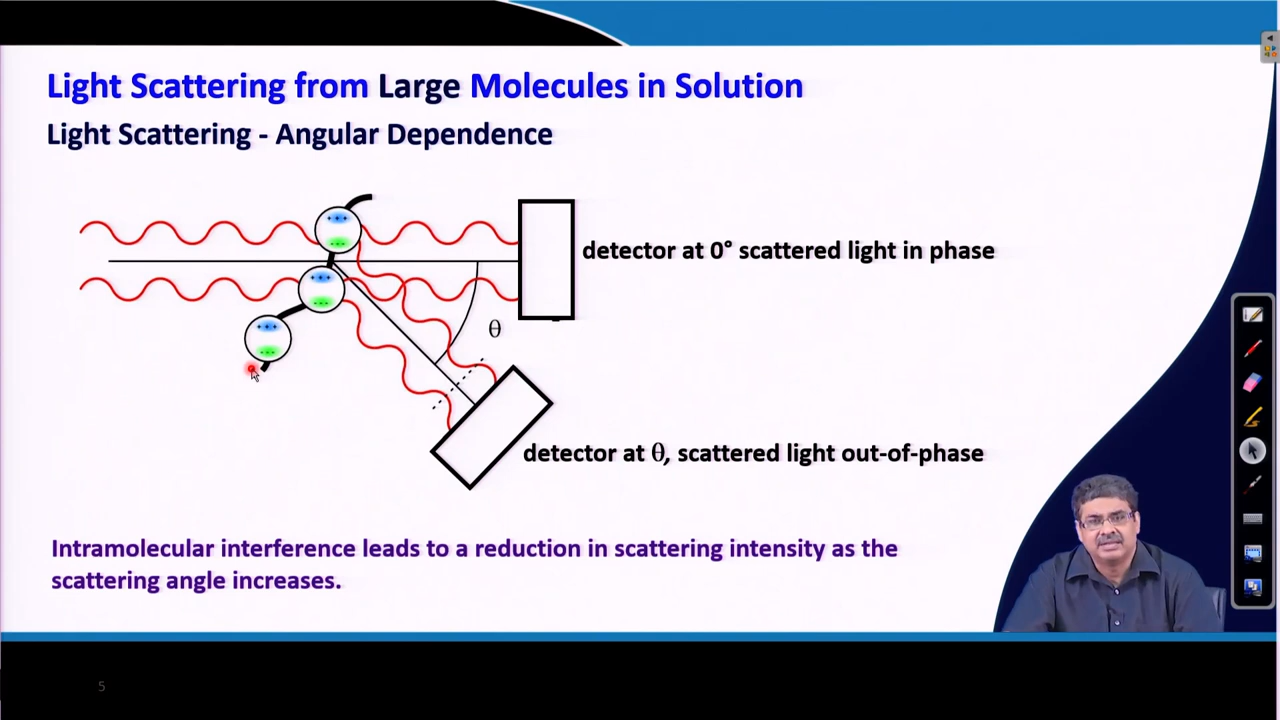 Light Scattering from Large Molecules in Solution
Light Scattering - Angular Dependence
detector at 0° scattered light in phase
θ
detector at θ, scattered light out-of-phase
Intramolecular interference leads to a reduction in scattering intensity as the
scattering angle increases.
5